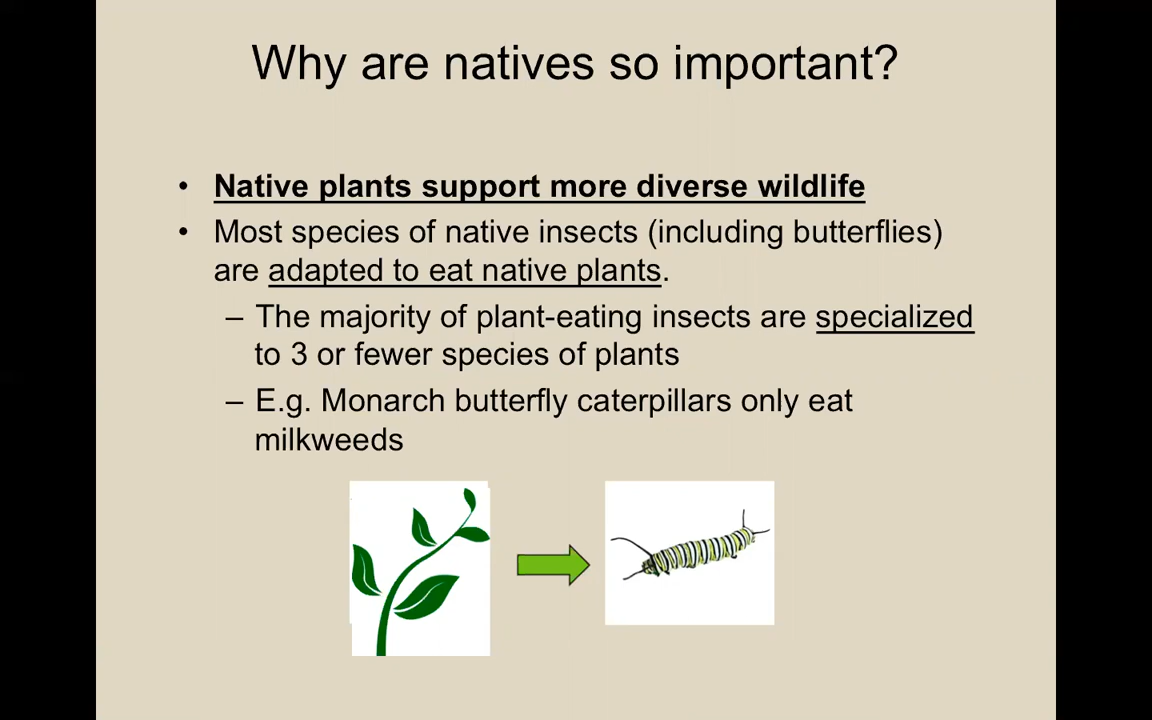 Why are natives so important?
• Native plants support more diverse wildlife
• Most species of native insects (including butterflies)
are adapted to eat native plants.
– The majority of plant-eating insects are specialized
to 3 or fewer species of plants
– E.g. Monarch butterfly caterpillars only eat
milkweeds